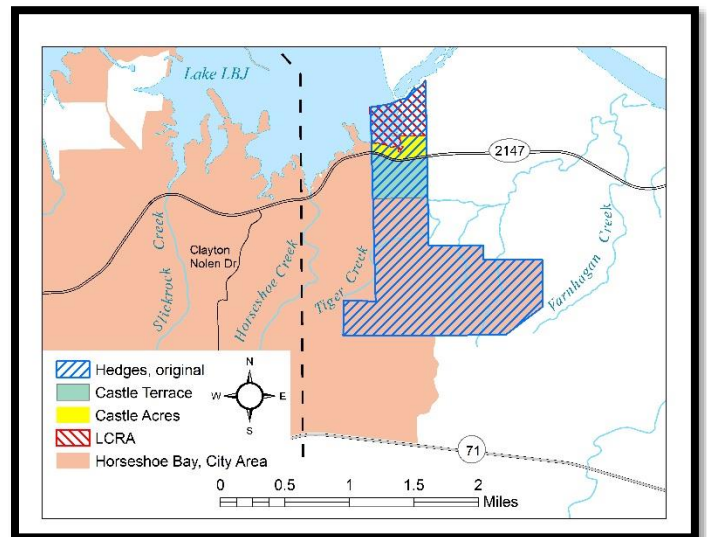 Lake LBJ
2147
Slickrock Creek
Clayton
Nolen Dr.
Horseshoe Creek
Tiger Creek
Varnhagan Creek
Hedges, original
Castle Terrace
Castle Acres
LCRA
Horseshoe Bay, City Area
N
W E
S
71
0 0.5 1 1.5 2
Miles